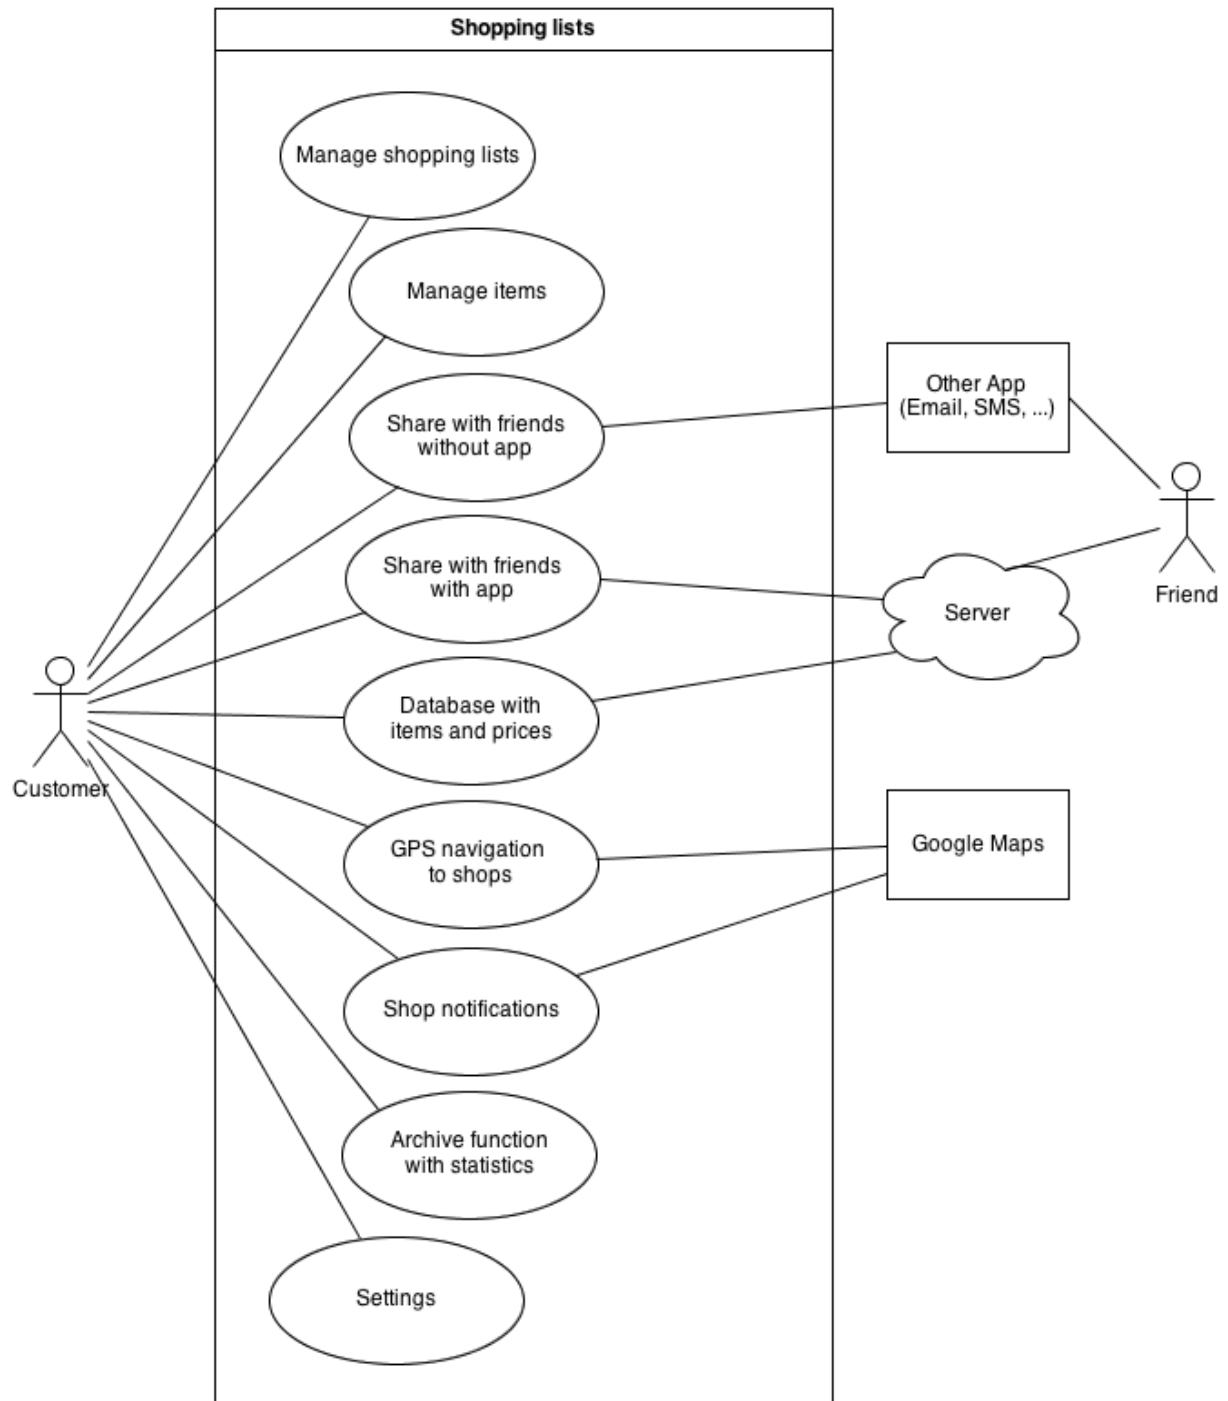 Shopping lists
Manage shopping lists
Manage items
Share with friends
without app
Other App
(Email, SMS, ...)
Share with friends
with app
Server
Friend
Customer
Database with
items and prices
GPS navigation
to shops
Google Maps
Shop notifications
Archive function
with statistics
Settings